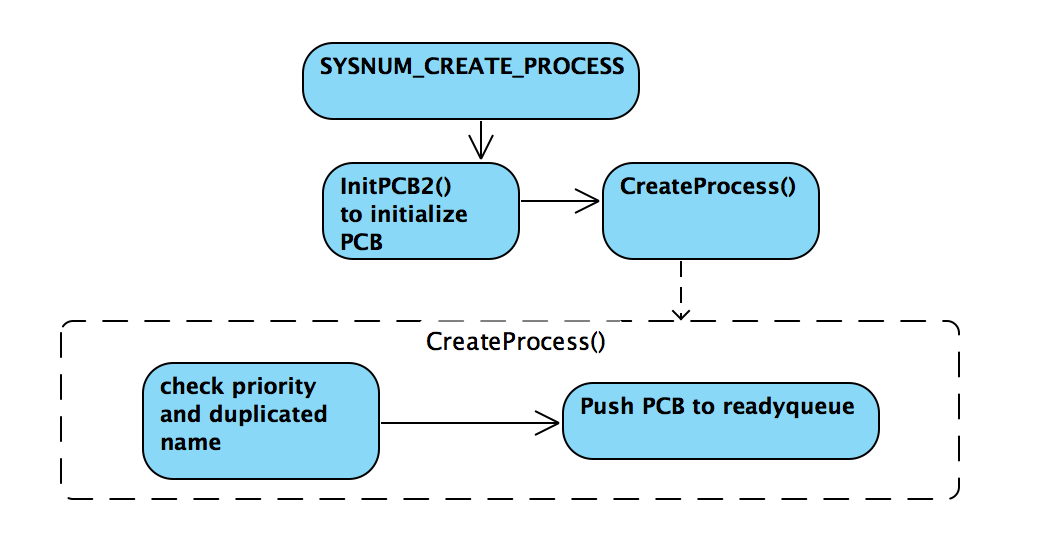 SYSNUM_CREATE_PROCESS
InitPCB2()
to initialize
PCB
CreateProcess()
CreateProcess()
check priority
and duplicated
name
Push PCB to readyqueue